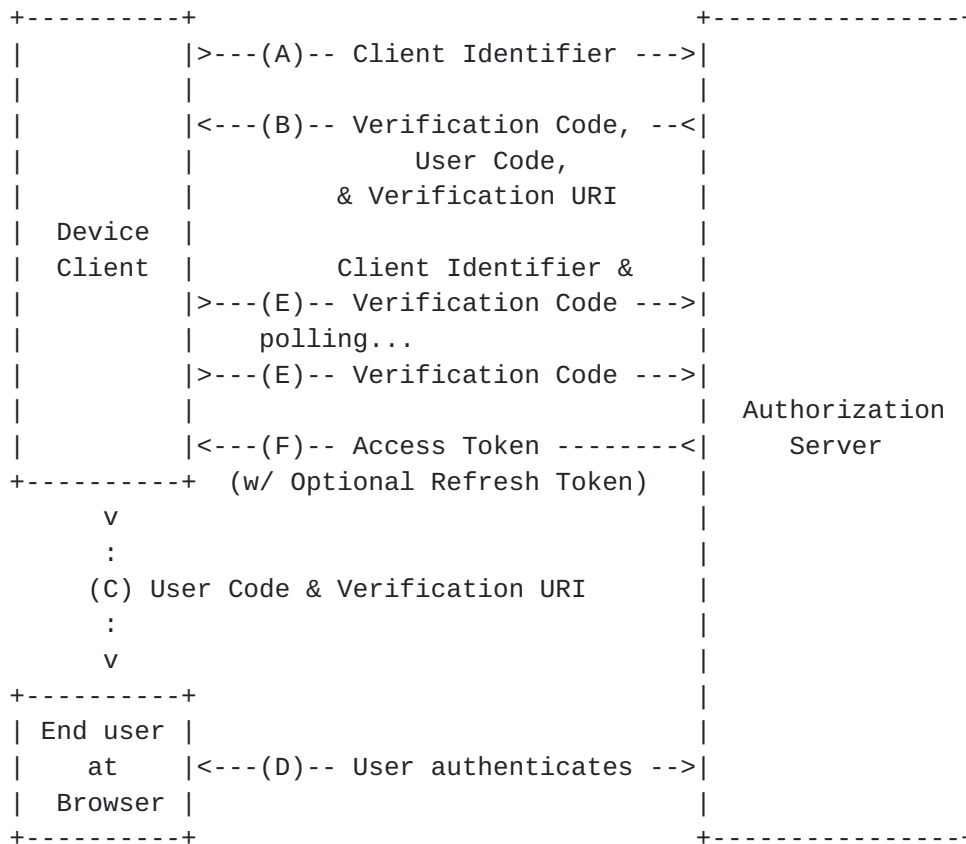 +----------+                                +----------------+
|          |>---(A)-- Client Identifier --->|
|          |                                |
|          |<---(B)-- Verification Code, --<|
|          |              User Code,        |
|          |         & Verification URI     |
|  Device  |                                |
|  Client  |         Client Identifier &    |
|          |>---(E)-- Verification Code --->|
|          |    polling...                  |
|          |>---(E)-- Verification Code --->|
|          |                                |  Authorization
|          |<---(F)-- Access Token --------<|     Server
+----------+  (w/ Optional Refresh Token)   |
      v                                     |
      :                                     |
     (C) User Code & Verification URI       |
      :                                     |
      v                                     |
+----------+                                |
| End user |                                |
|    at    |<---(D)-- User authenticates -->|
|  Browser |                                |
+----------+                                +----------------+